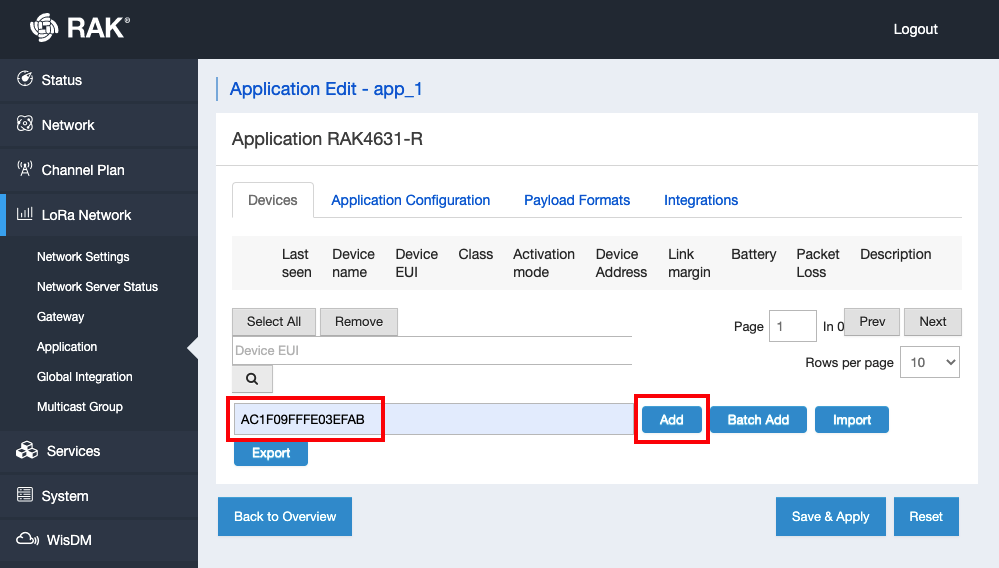 RAK®
Logout
Status
Network
Channel Plan
LoRa Network
Network Settings
Network Server Status
Gateway
Application
Global Integration
Multicast Group
Services
System
WisDM
Application Edit - app_1
Application RAK4631-R
Devices Application Configuration Payload Formats Integrations
Last seen Device name Device EUI Class Activation mode Device Address Link margin Battery Packet Loss Description
Select All Remove
Page 1 In 0 Prev Next
Device EUI
Rows per page 10
AC1F09FFFE03EFAB Add Batch Add Import
Export
Back to Overview Save & Apply Reset